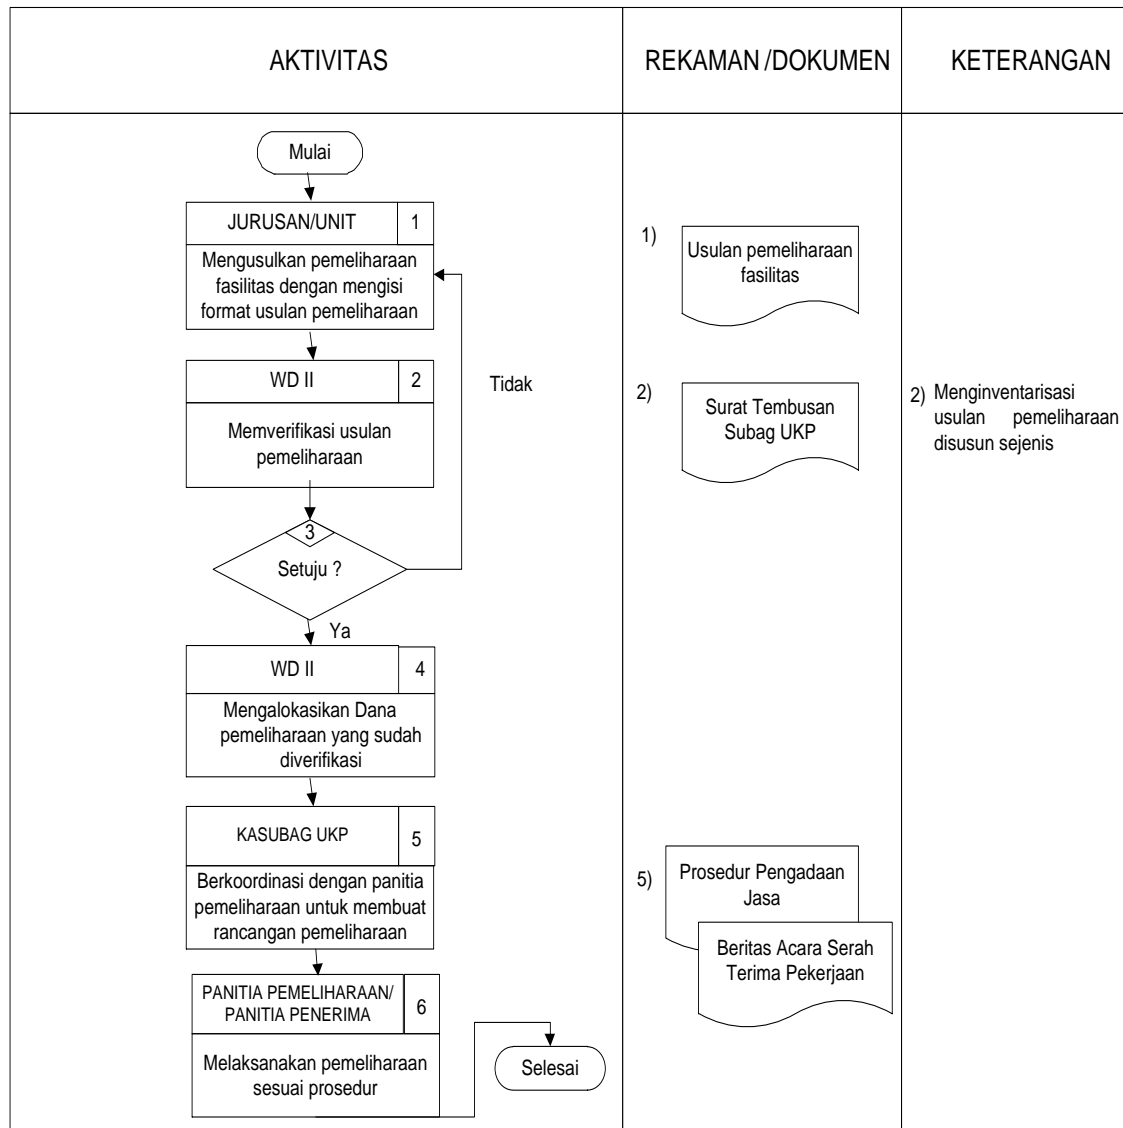 AKTIVITAS
REKAMAN /DOKUMEN
KETERANGAN
Mulai
JURUSAN/UNIT
1
Mengusulkan pemeliharaan
fasilitas dengan mengisi
format usulan pemeliharaan
1)
Usulan pemeliharaan
fasilitas
WD II
2
Memverifikasi usulan
pemeliharaan
Tidak
2)
Surat Tembusan
Subag UKP
2) Menginventarisasi
usulan pemeliharaan
disusun sejenis
3
Setuju ?
Ya
WD II
4
Mengalokasikan Dana
pemeliharaan yang sudah
diverifikasi
KASUBAG UKP
5
Berkoordinasi dengan panitia
pemeliharaan untuk membuat
rancangan pemeliharaan
5)
Prosedur Pengadaan
Jasa
Beritas Acara Serah
Terima Pekerjaan
PANITIA PEMELIHARAAN/
PANITIA PENERIMA
6
Melaksanakan pemeliharaan
sesuai prosedur
Selesai